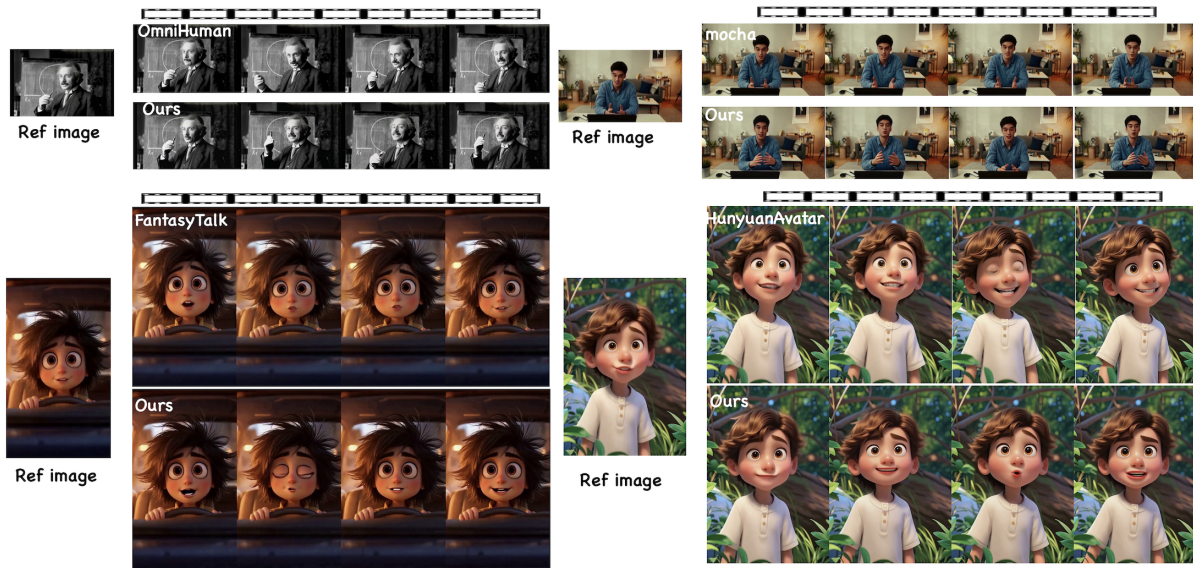 OmniHuman
Ours
Ref image
mocha
Ours
Ref image
FantasyTalk
Ours
Ref image
HunyuanAvatar
Ours
Ref image